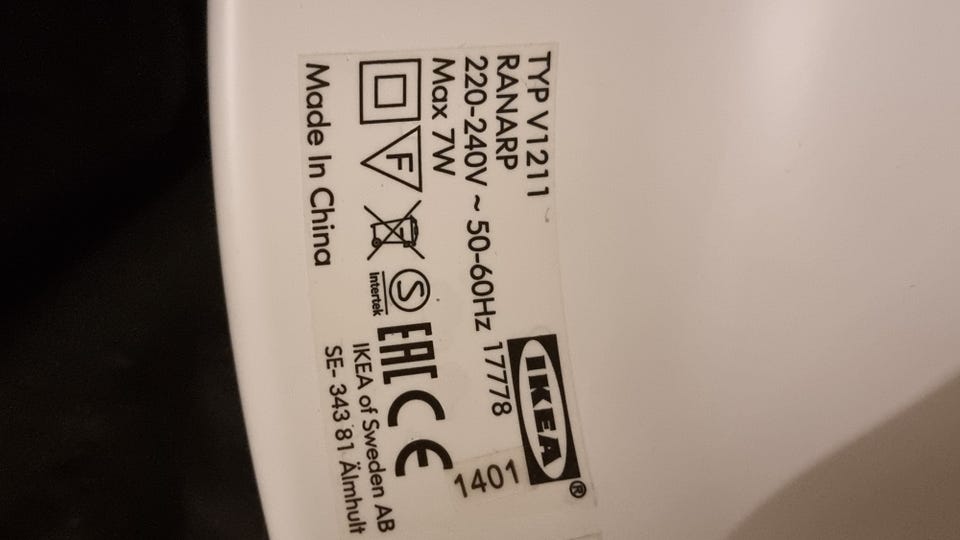 TYP V1211
RANARP
220-240V ~ 50-60Hz 17778
Max 7W
IKEA®
1401
F
S
Intertek
EAC CE
Made In China
IKEA of Sweden AB
SE- 343 81 Älmhult